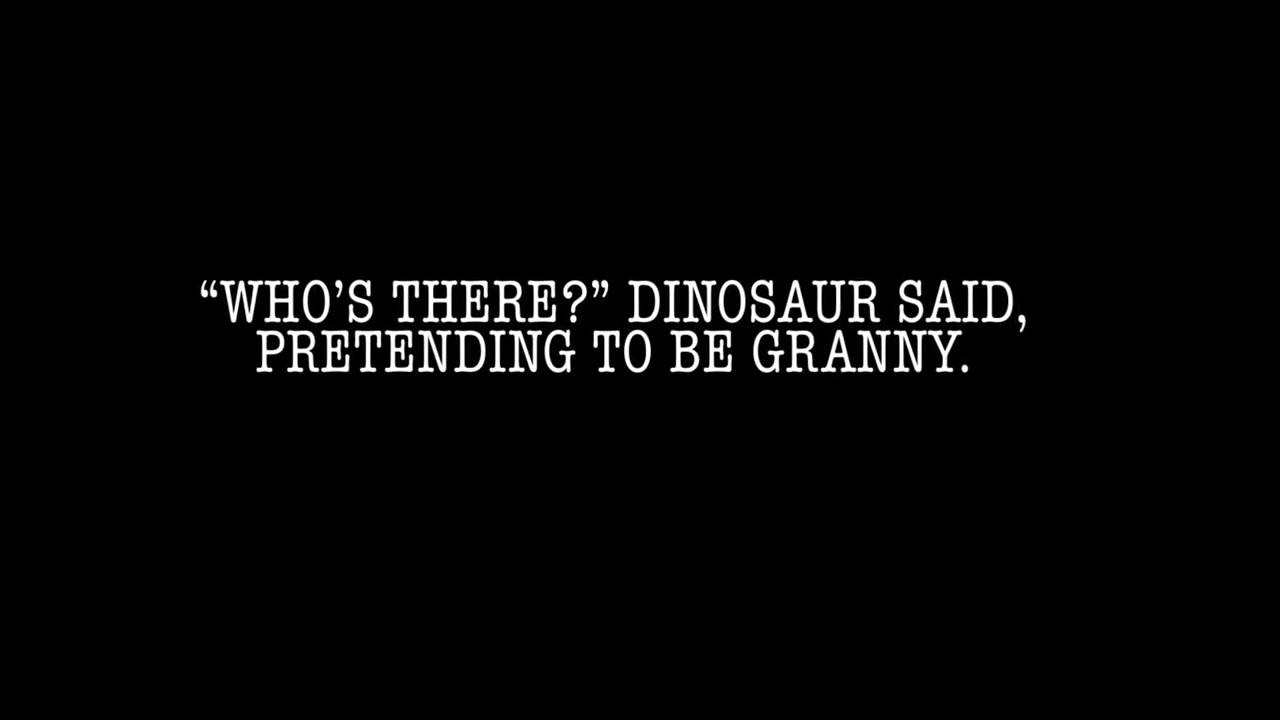 “WHO’S THERE?” DINOSAUR SAID,
PRETENDING TO BE GRANNY.